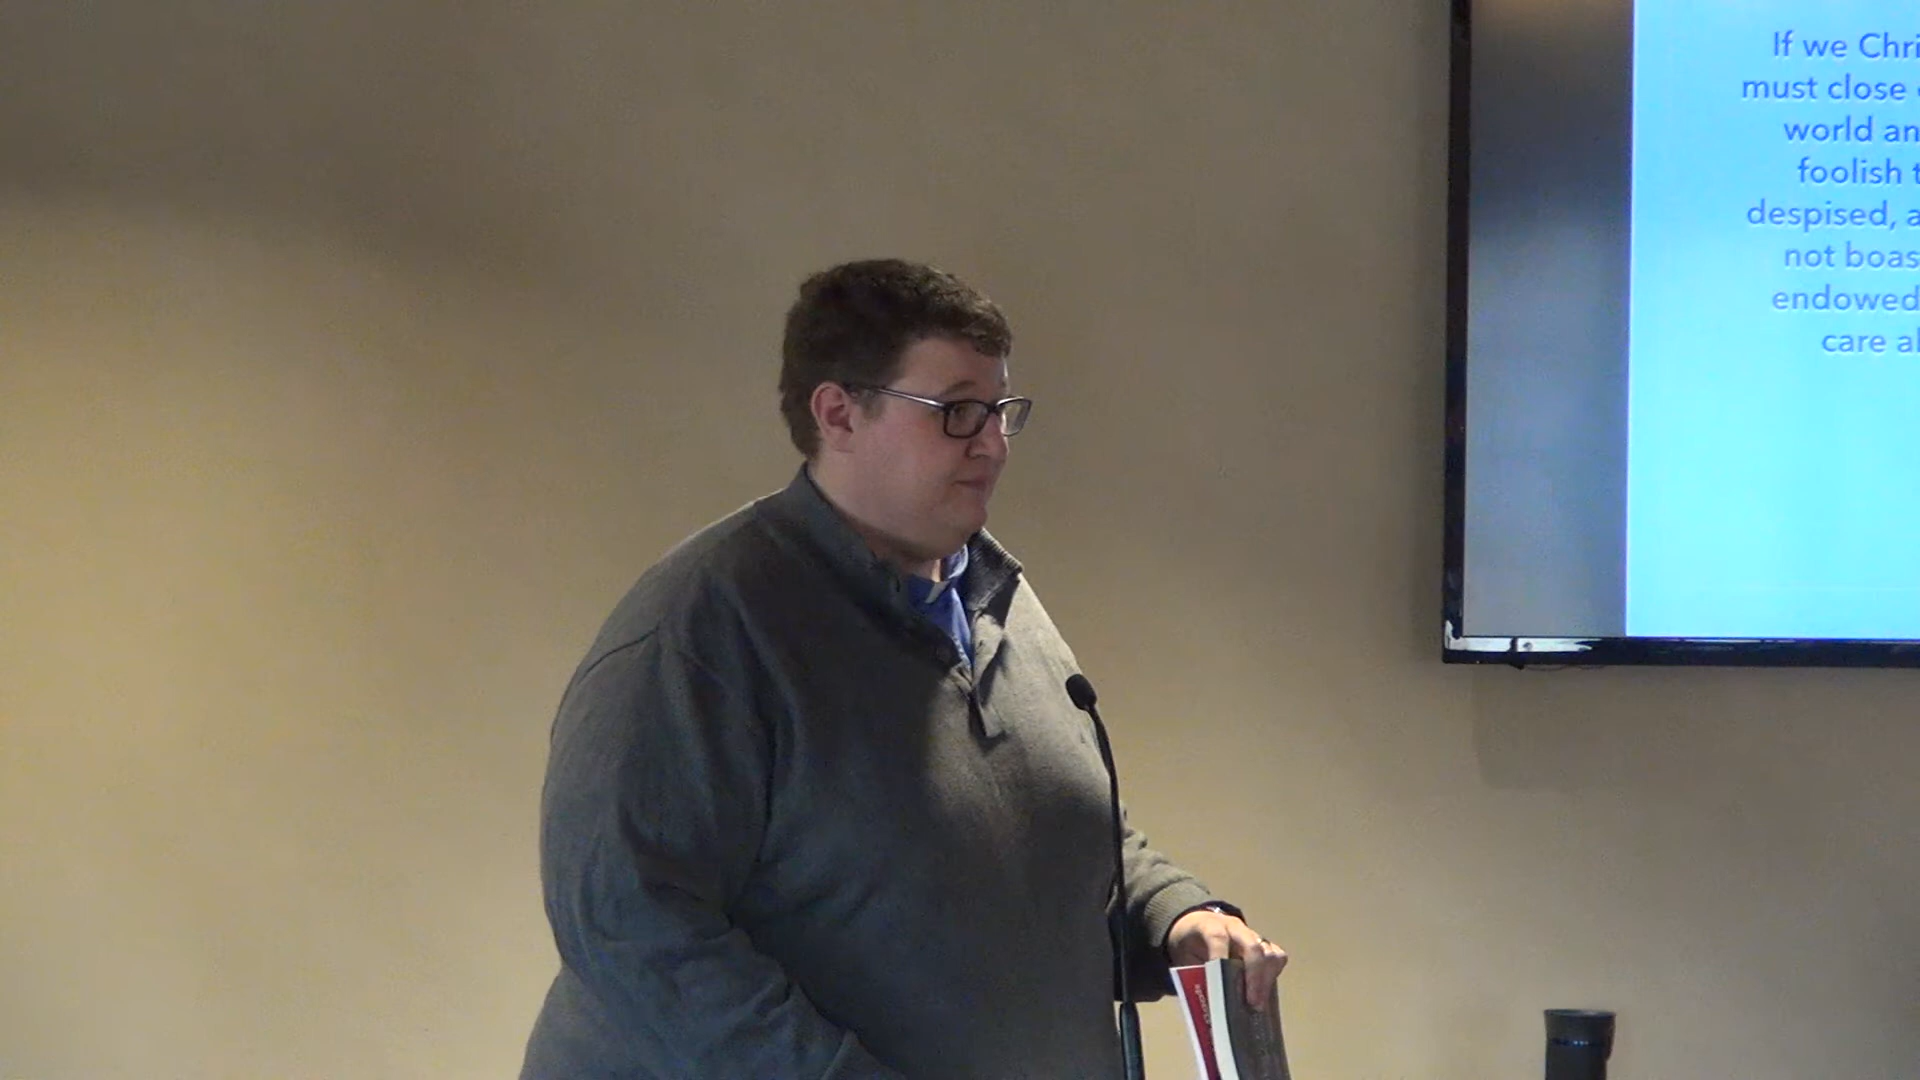 If we Chri
must close
world an
foolish t
despised, a
not boas
endowed
care al